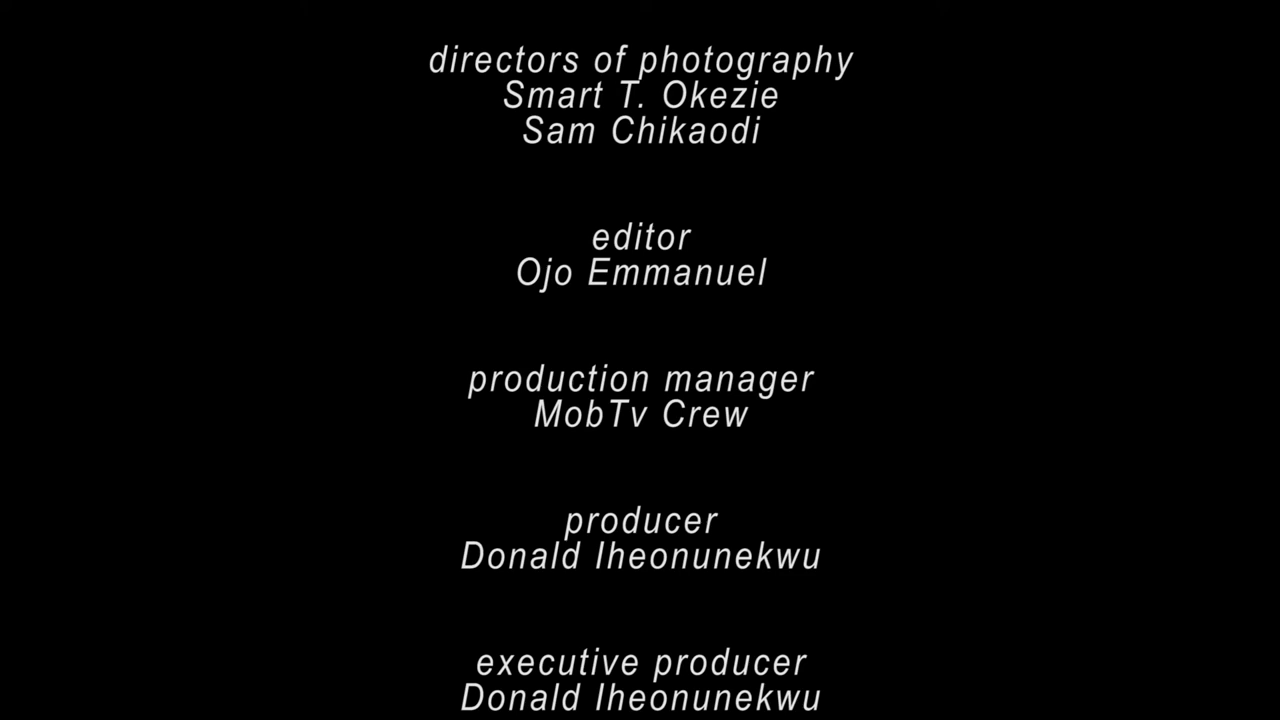 directors of photography
Smart T. Okezie
Sam Chikaodi
editor
Ojo Emmanuel
production manager
MobTv Crew
producer
Donald Iheonunekwu
executive producer
Donald Iheonunekwu